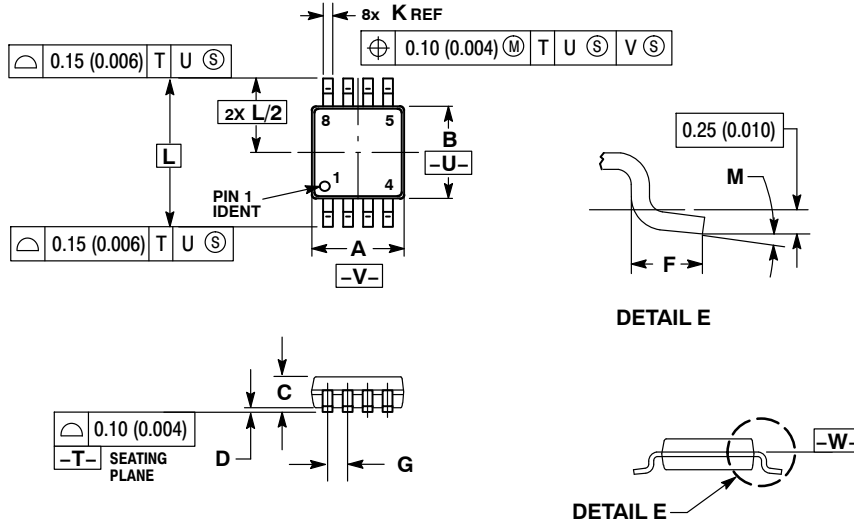 8x K REF
⌖ 0.10 (0.004) Ⓜ T U Ⓢ V Ⓢ
⌓ 0.15 (0.006) T U Ⓢ
2X L/2
8 5
B
-U-
L
PIN 1
IDENT
1 4
⌓ 0.15 (0.006) T U Ⓢ
A
-V-
0.25 (0.010)
M
F
DETAIL E
C
⌓ 0.10 (0.004)
-T- SEATING
PLANE
D
G
-W-
DETAIL E